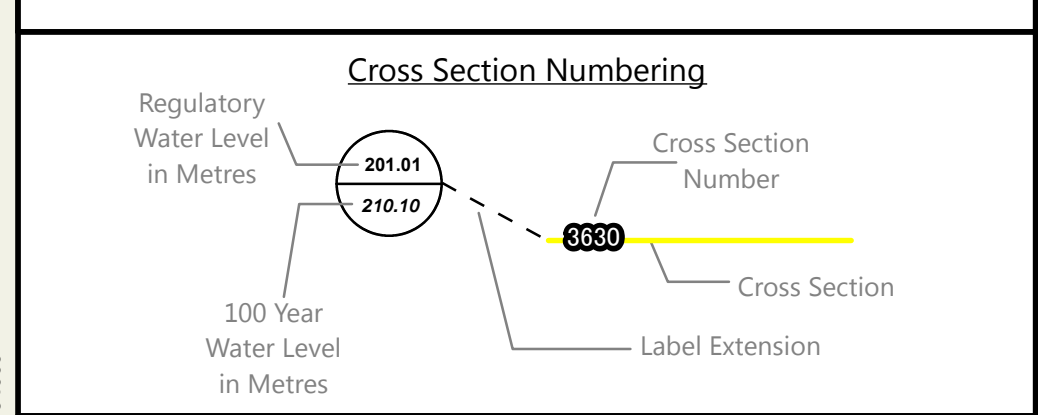 Cross Section Numbering
Regulatory
Water Level
in Metres
201.01
210.10
Cross Section
Number
3630
Cross Section
100 Year
Water Level
in Metres
Label Extension